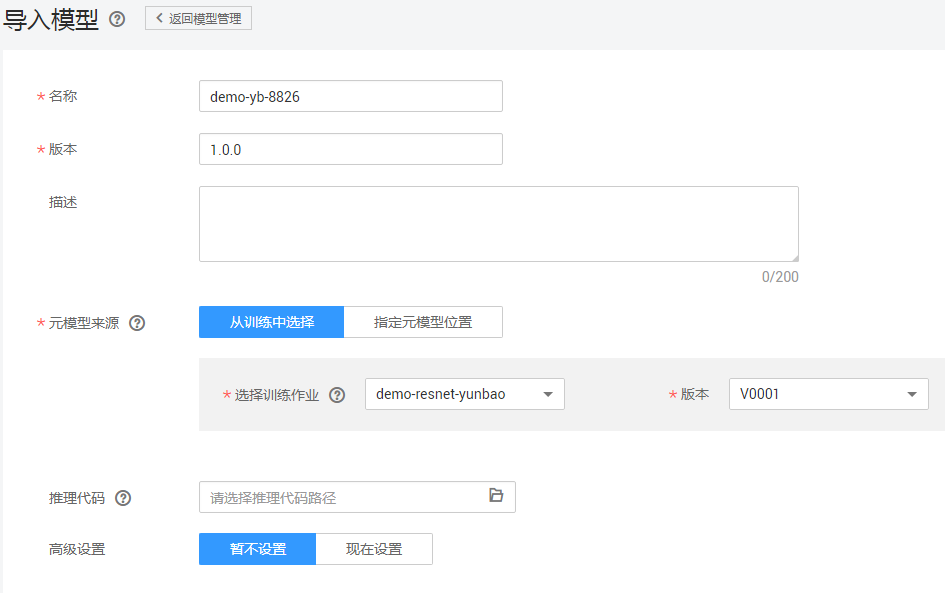 导入模型 返回模型管理
* 名称 demo-yb-8826
* 版本 1.0.0
描述
0/200
* 元模型来源 从训练中选择 指定元模型位置
* 选择训练作业 demo-resnet-yunbao * 版本 V0001
推理代码 请选择推理代码路径
高级设置 暂不设置 现在设置